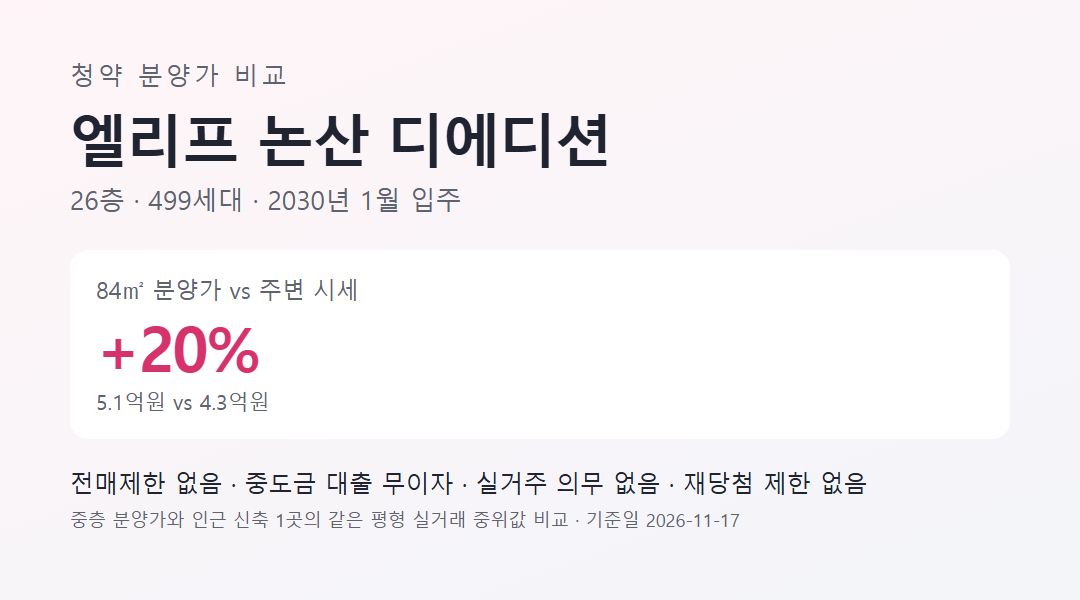 청약 분양가 비교
엘리프 논산 디에디션
26층 · 499세대 · 2030년 1월 입주
84㎡ 분양가 vs 주변 시세
+20%
5.1억원 vs 4.3억원
전매제한 없음 · 중도금 대출 무이자 · 실거주 의무 없음 · 재당첨 제한 없음
중층 분양가와 인근 신축 1곳의 같은 평형 실거래 중위값 비교 · 기준일 2026-11-17